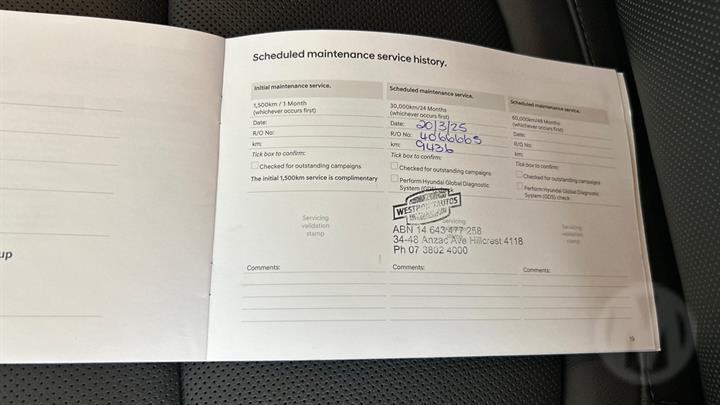 Scheduled maintenance service history.
Initial maintenance service.
1,500km / 1 Month
(whichever occurs first)
Date:
R/O No:
km:
Tick box to confirm:
Checked for outstanding campaigns
The initial 1,500km service is complimentary
Servicing
validation
stamp
Comments:
Scheduled maintenance service.
30,000km/24 Months
(whichever occurs first)
Date: 20/3/25
R/O No: 4066665
km: 9436
Tick box to confirm:
Checked for outstanding campaigns
Perform Hyundai Global Diagnostic
System (GDS) check
ABN 14 643 477 258
34-48 Anzac Ave Hillcrest 4118
Ph 07 3802 4000
Comments:
Scheduled maintenance service.
60,000km/48 Months
(whichever occurs first)
Date:
R/O No:
km:
Tick box to confirm:
Checked for outstanding campaigns
Perform Hyundai Global Diagnostic
System (GDS) check
Servicing
validation
stamp
Comments:
up
19